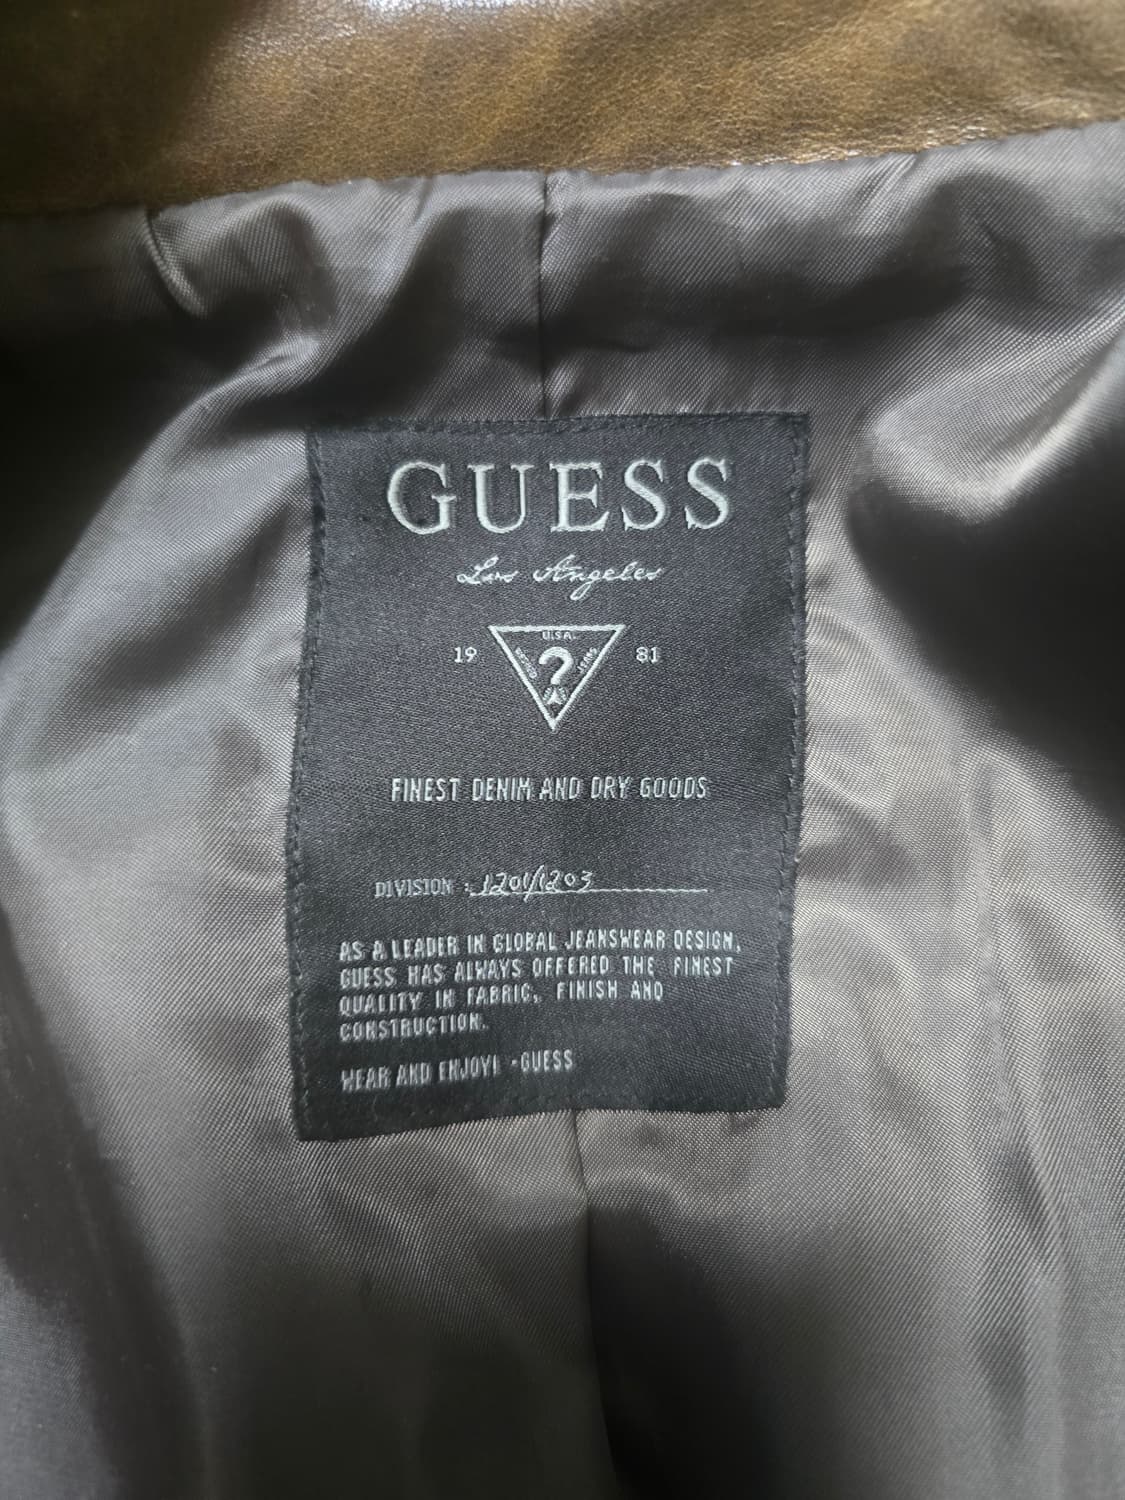 GUESS
Los Angeles
U.S.A.
19 ? 81
JEANS
FINEST DENIM AND DRY GOODS
DIVISION : 1201/1203
AS A LEADER IN GLOBAL JEANSWEAR DESIGN,
GUESS HAS ALWAYS OFFERED THE FINEST
QUALITY IN FABRIC, FINISH AND
CONSTRUCTION.
WEAR AND ENJOY! -GUESS